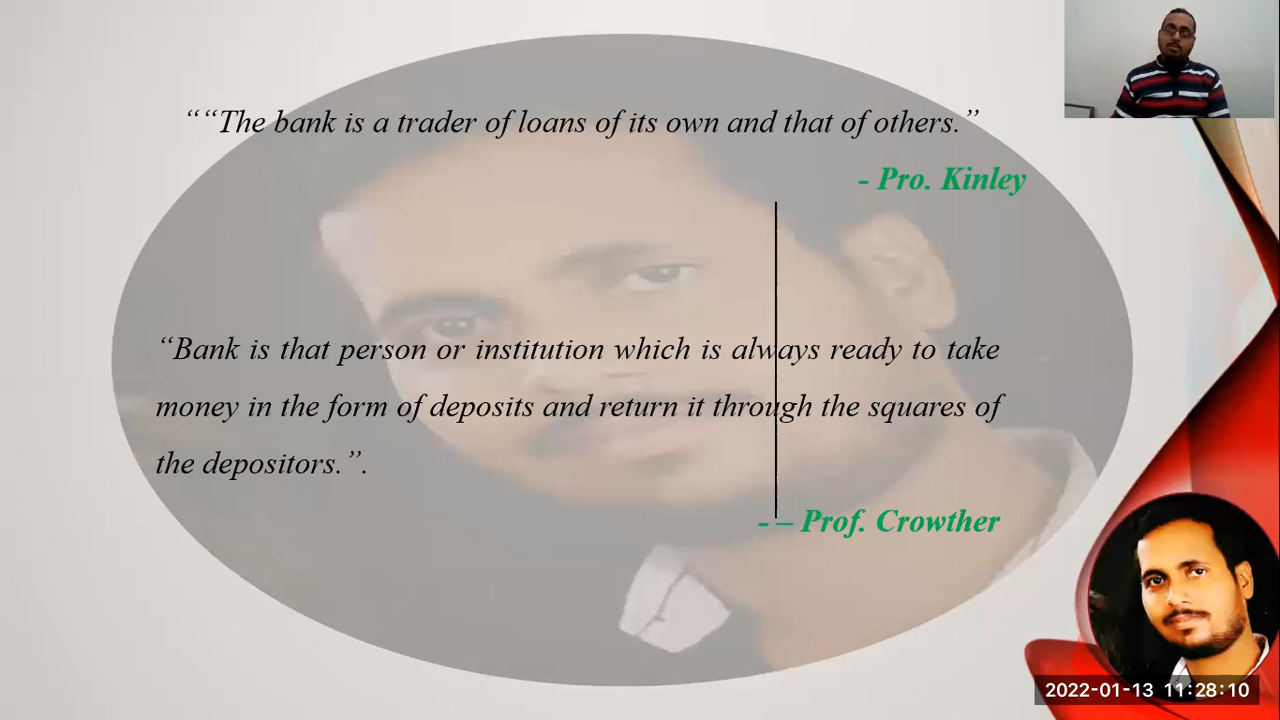 ““The bank is a trader of loans of its own and that of others.”
- Pro. Kinley
“Bank is that person or institution which is always ready to take
money in the form of deposits and return it through the squares of
the depositors.”.
- – Prof. Crowther
2022-01-13 11:28:10